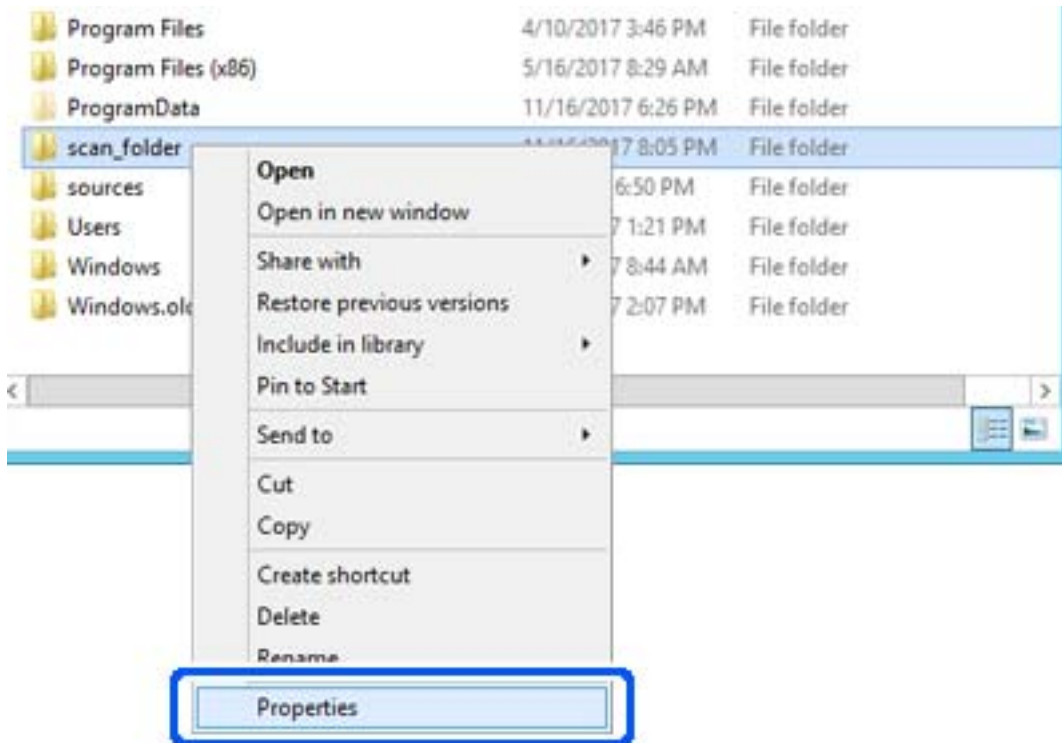 Program Files 4/10/2017 3:46 PM File folder
Program Files (x86) 5/16/2017 8:29 AM File folder
ProgramData 11/16/2017 6:26 PM File folder
scan_folder 8:05 PM File folder
sources 6:50 PM File folder
Users 1:21 PM File folder
Windows 8:44 AM File folder
Windows.old 2:07 PM File folder
Open
Open in new window
Share with
Restore previous versions
Include in library
Pin to Start
Send to
Cut
Copy
Create shortcut
Delete
Rename
Properties